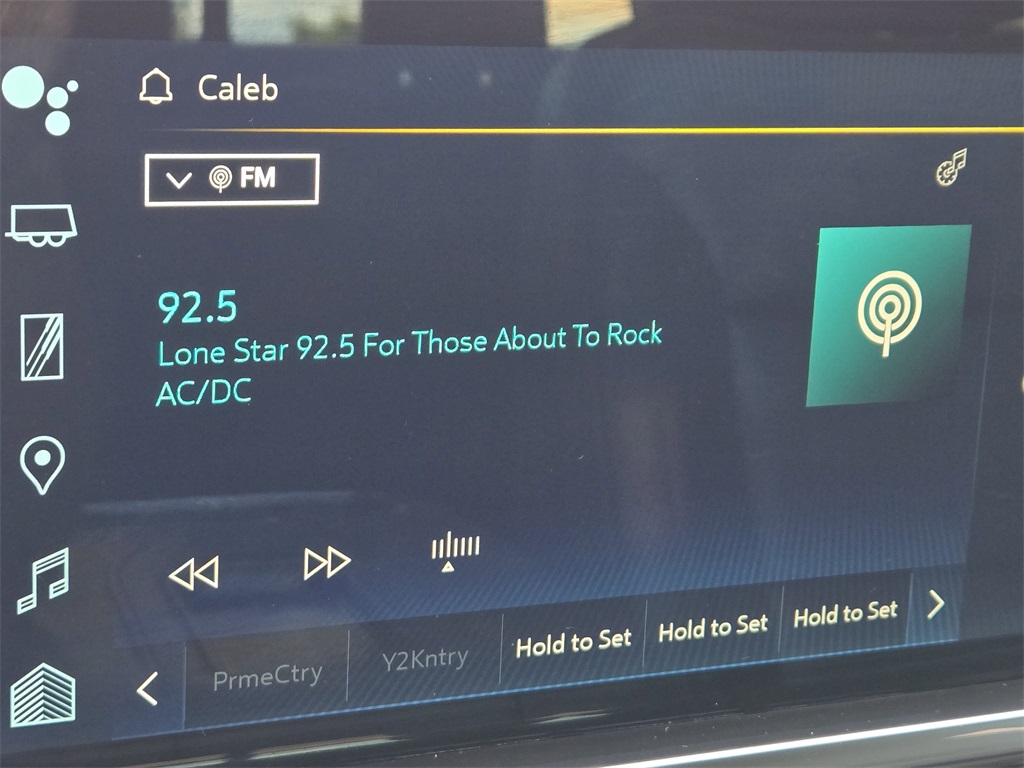 Caleb
FM
92.5
Lone Star 92.5 For Those About To Rock
AC/DC
PrmeCtry
Y2Kntry
Hold to Set
Hold to Set
Hold to Set